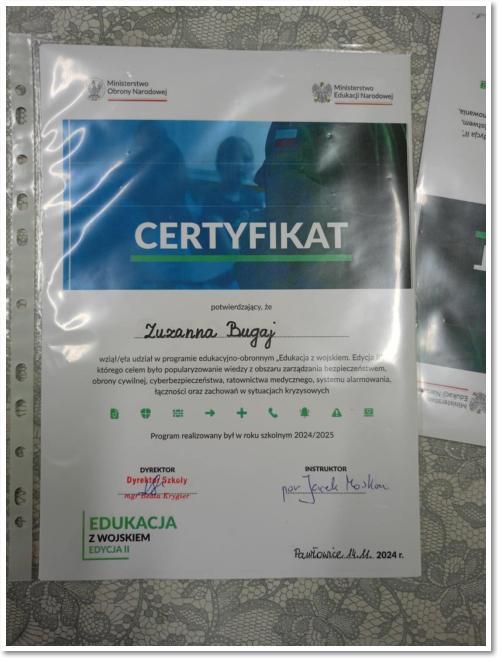 Ministerstwo
Obrony Narodowej
Ministerstwo
Edukacji Narodowej
CERTYFIKAT
potwierdzający, że
Zuzanna Bugaj
wziął/ęła udział w programie edukacyjno-obronnym „Edukacja z wojskiem. Edycja II”,
którego celem było popularyzowanie wiedzy z obszaru zarządzania bezpieczeństwem,
obrony cywilnej, cyberbezpieczeństwa, ratownictwa medycznego, systemu alarmowania,
łączności oraz zachowań w sytuacjach kryzysowych
Program realizowany był w roku szkolnym 2024/2025
DYREKTOR
Dyrektor Szkoły
mgr Beata Krygier
INSTRUKTOR
por Jacek
EDUKACJA
Z WOJSKIEM
EDYCJA II
Pawłowice, 14.11. 2024 r.